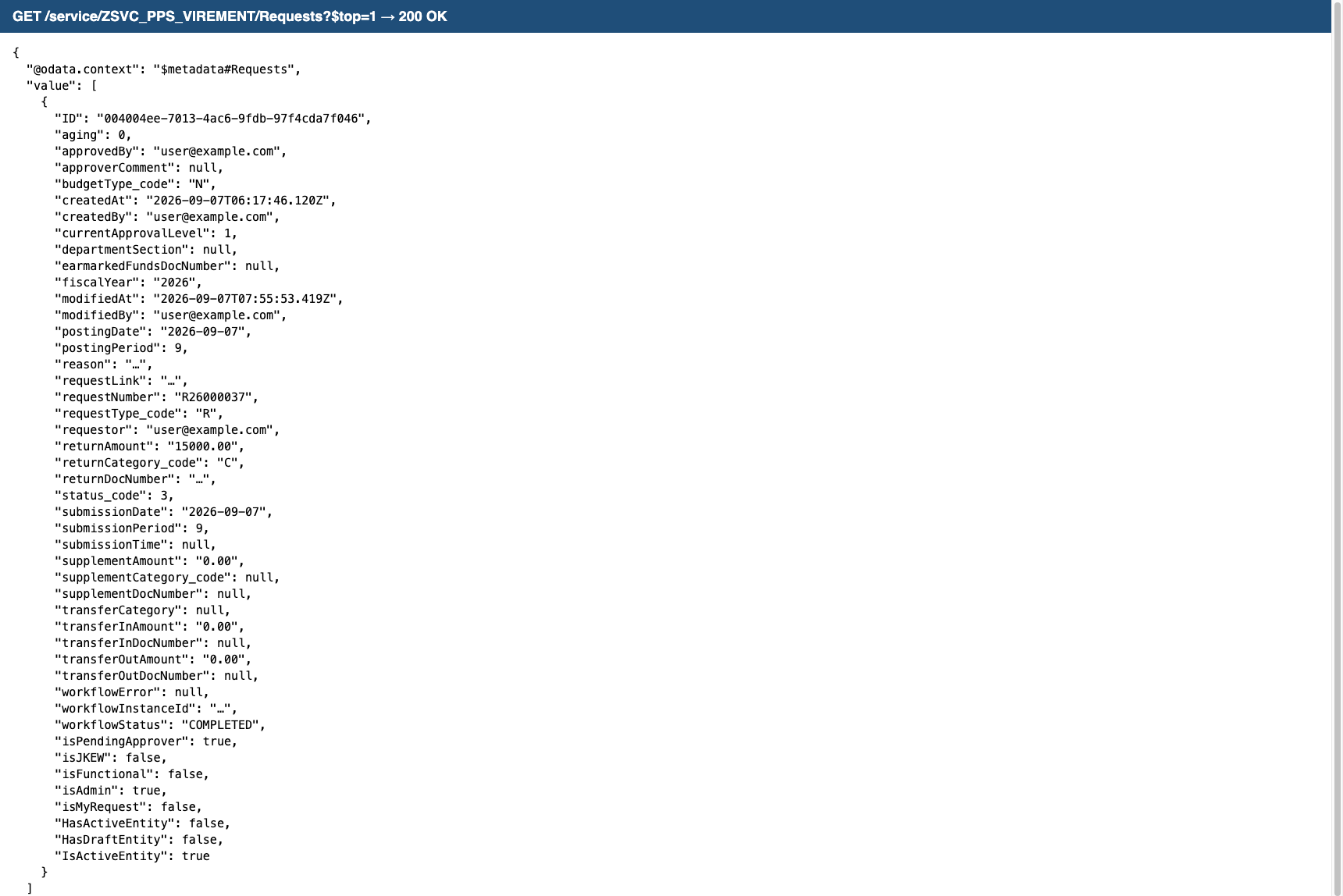 GET /service/ZSVC_PPS_VIREMENT/Requests?$top=1 → 200 OK
{
  "@odata.context": "$metadata#Requests",
  "value": [
    {
      "ID": "004004ee-7013-4ac6-9fdb-97f4cda7f046",
      "aging": 0,
      "approvedBy": "user@example.com",
      "approverComment": null,
      "budgetType_code": "N",
      "createdAt": "2026-09-07T06:17:46.120Z",
      "createdBy": "user@example.com",
      "currentApprovalLevel": 1,
      "departmentSection": null,
      "earmarkedFundsDocNumber": null,
      "fiscalYear": "2026",
      "modifiedAt": "2026-09-07T07:55:53.419Z",
      "modifiedBy": "user@example.com",
      "postingDate": "2026-09-07",
      "postingPeriod": 9,
      "reason": "…",
      "requestLink": "…",
      "requestNumber": "R26000037",
      "requestType_code": "R",
      "requestor": "user@example.com",
      "returnAmount": "15000.00",
      "returnCategory_code": "C",
      "returnDocNumber": "…",
      "status_code": 3,
      "submissionDate": "2026-09-07",
      "submissionPeriod": 9,
      "submissionTime": null,
      "supplementAmount": "0.00",
      "supplementCategory_code": null,
      "supplementDocNumber": null,
      "transferCategory": null,
      "transferInAmount": "0.00",
      "transferInDocNumber": null,
      "transferOutAmount": "0.00",
      "transferOutDocNumber": null,
      "workflowError": null,
      "workflowInstanceId": "…",
      "workflowStatus": "COMPLETED",
      "isPendingApprover": true,
      "isJKEW": false,
      "isFunctional": false,
      "isAdmin": true,
      "isMyRequest": false,
      "HasActiveEntity": false,
      "HasDraftEntity": false,
      "IsActiveEntity": true
    }
  ]